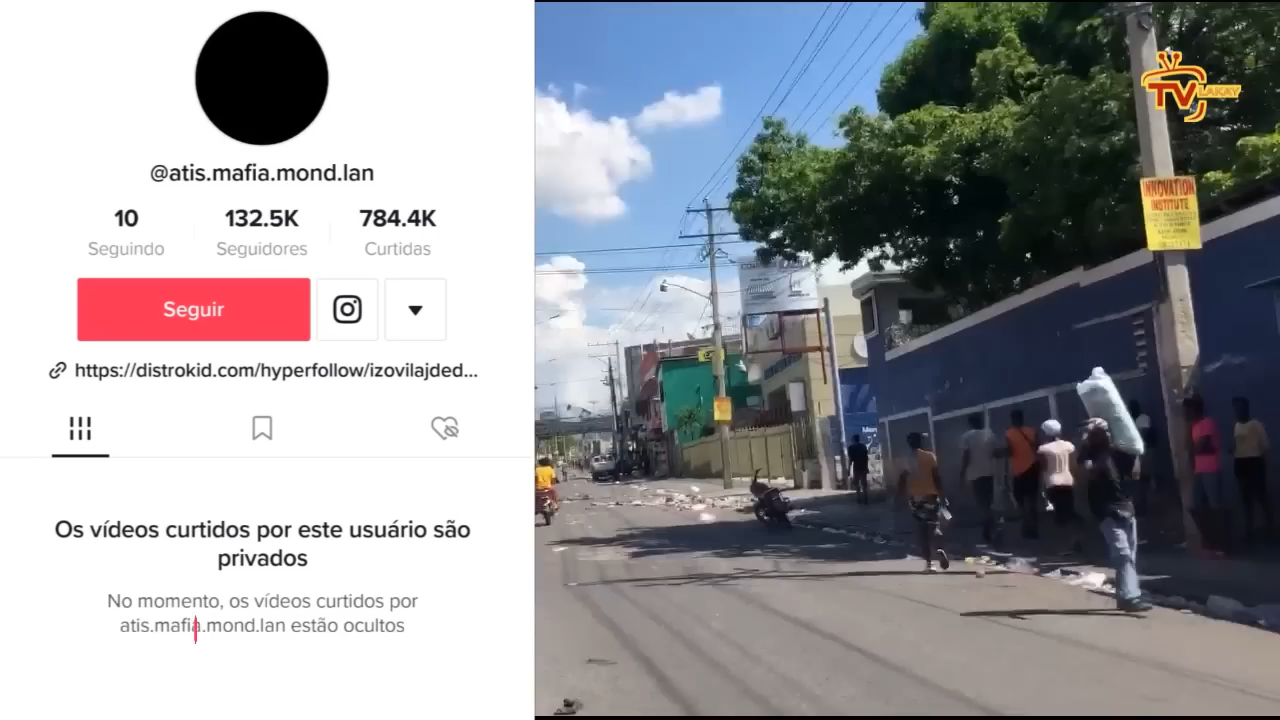 @atis.mafia.mond.lan
10
132.5K
784.4K
Seguindo
Seguidores
Curtidas
Seguir
https://distrokid.com/hyperfollow/izovilajded...
Os vídeos curtidos por este usuário são
privados
No momento, os vídeos curtidos por
atis.mafia.mond.lan estão ocultos
TV LAKAY
INNOVATION
INSTITUTE